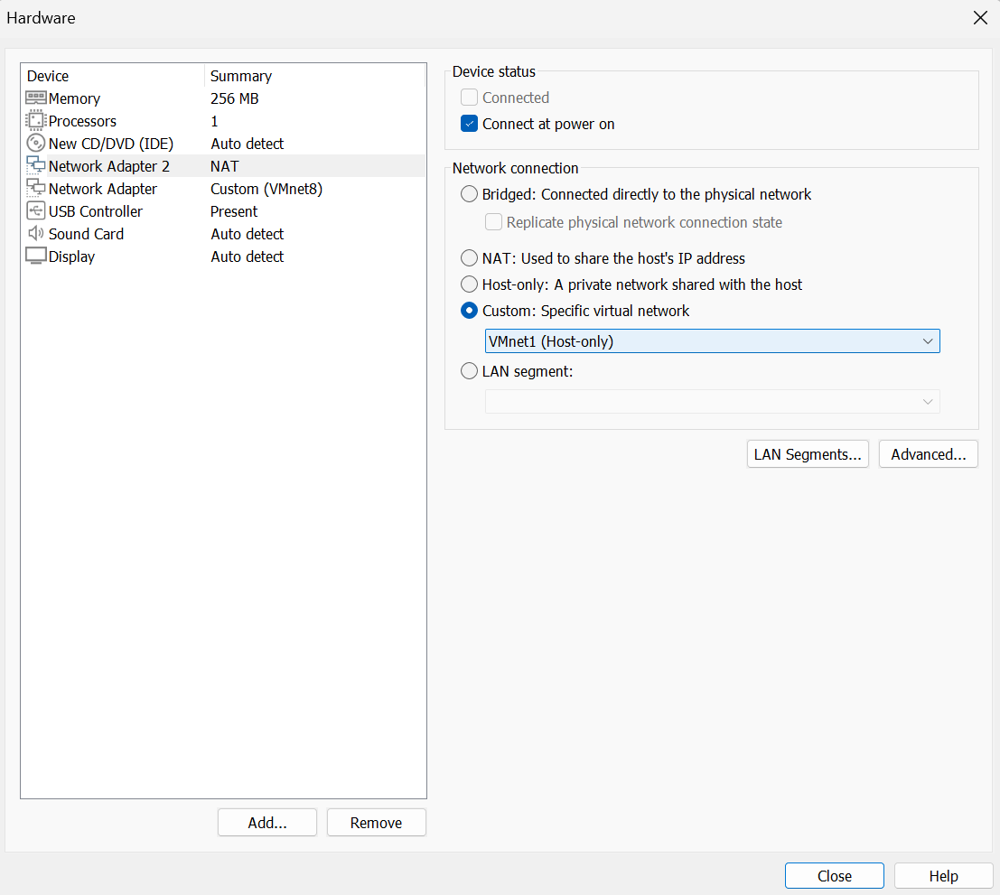 Hardware
Device Summary
Memory 256 MB
Processors 1
New CD/DVD (IDE) Auto detect
Network Adapter 2 NAT
Network Adapter Custom (VMnet8)
USB Controller Present
Sound Card Auto detect
Display Auto detect
Add... Remove
Device status
Connected
Connect at power on
Network connection
Bridged: Connected directly to the physical network
Replicate physical network connection state
NAT: Used to share the host's IP address
Host-only: A private network shared with the host
Custom: Specific virtual network
VMnet1 (Host-only)
LAN segment:
LAN Segments... Advanced...
Close Help